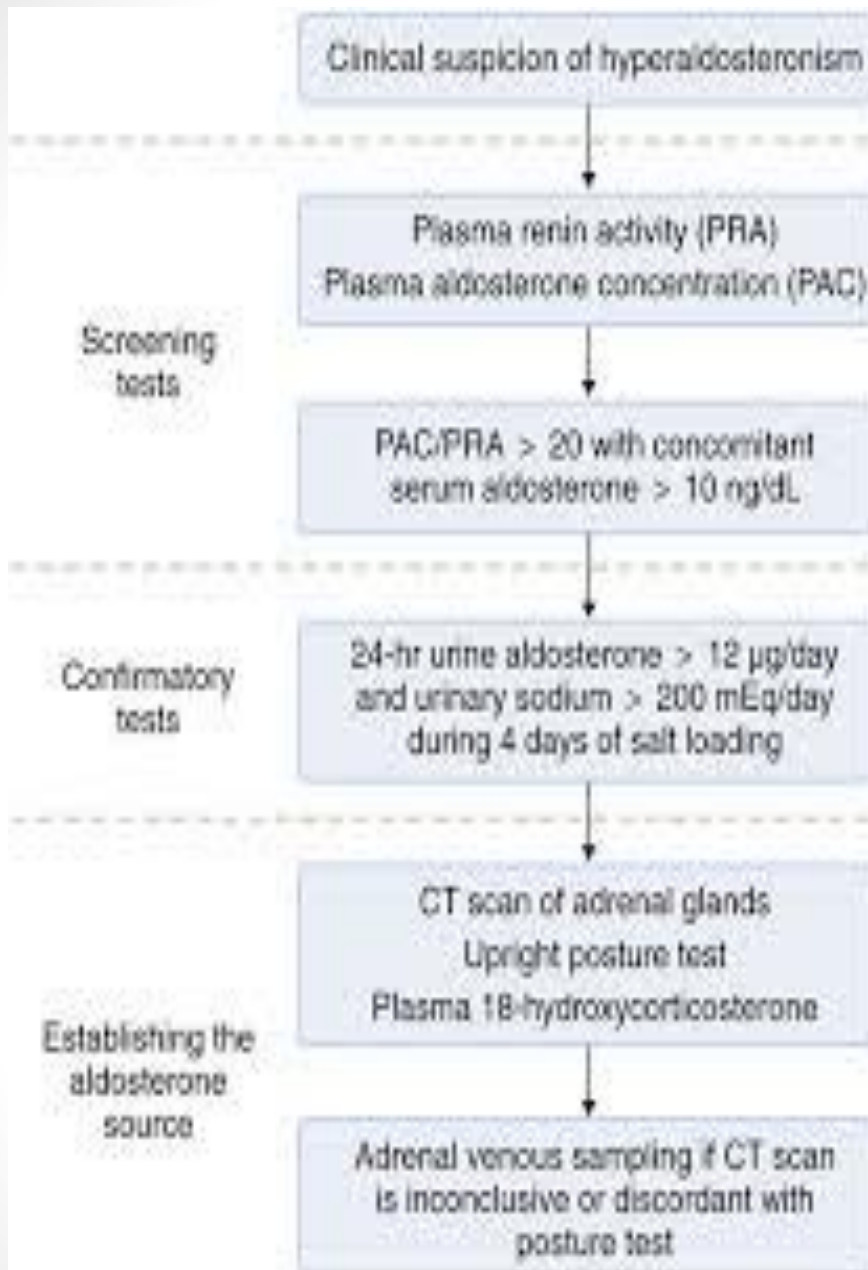 Clinical suspicion of hyperaldosteronism
Screening
tests
Plasma renin activity (PRA)
Plasma aldosterone concentration (PAC)
PAC/PRA > 20 with concomitant
serum aldosterone > 10 ng/dL
Confirmatory
tests
24-hr urine aldosterone > 12 µg/day
and urinary sodium > 200 mEq/day
during 4 days of salt loading
Establishing the
aldosterone
source
CT scan of adrenal glands
Upright posture test
Plasma 18-hydroxycorticosterone
Adrenal venous sampling if CT scan
is inconclusive or discordant with
posture test